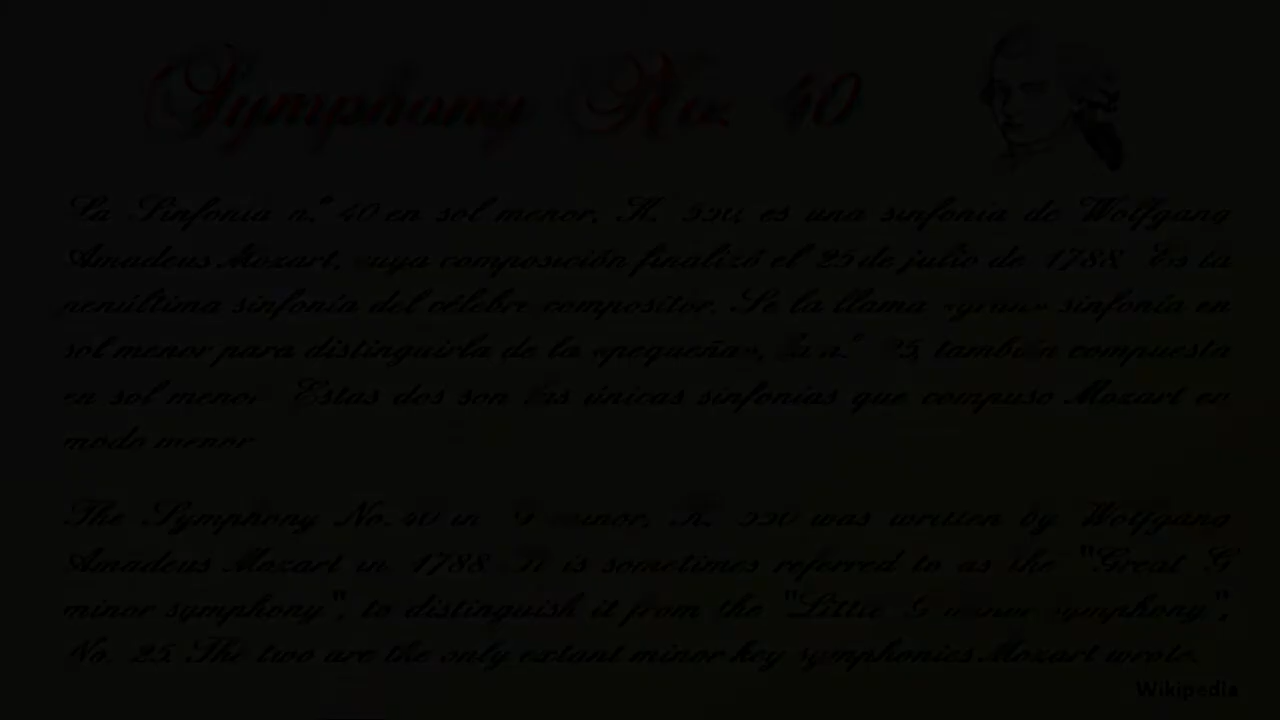 Symphony No. 40
La Sinfonía n.º 40 en sol menor, K. 550, es una sinfonía de Wolfgang
Amadeus Mozart, cuya composición finalizó el 25 de julio de 1788. Es la
penúltima sinfonía del célebre compositor. Se la llama «gran» sinfonía en
sol menor para distinguirla de la «pequeña», la n.º 25, también compuesta
en sol menor. Estas dos son las únicas sinfonías que compuso Mozart en
modo menor.
The Symphony No. 40 in G minor, K. 550 was written by Wolfgang
Amadeus Mozart in 1788. It is sometimes referred to as the "Great G
minor symphony", to distinguish it from the "Little G minor symphony",
No. 25. The two are the only extant minor key symphonies Mozart wrote.
Wikipedia